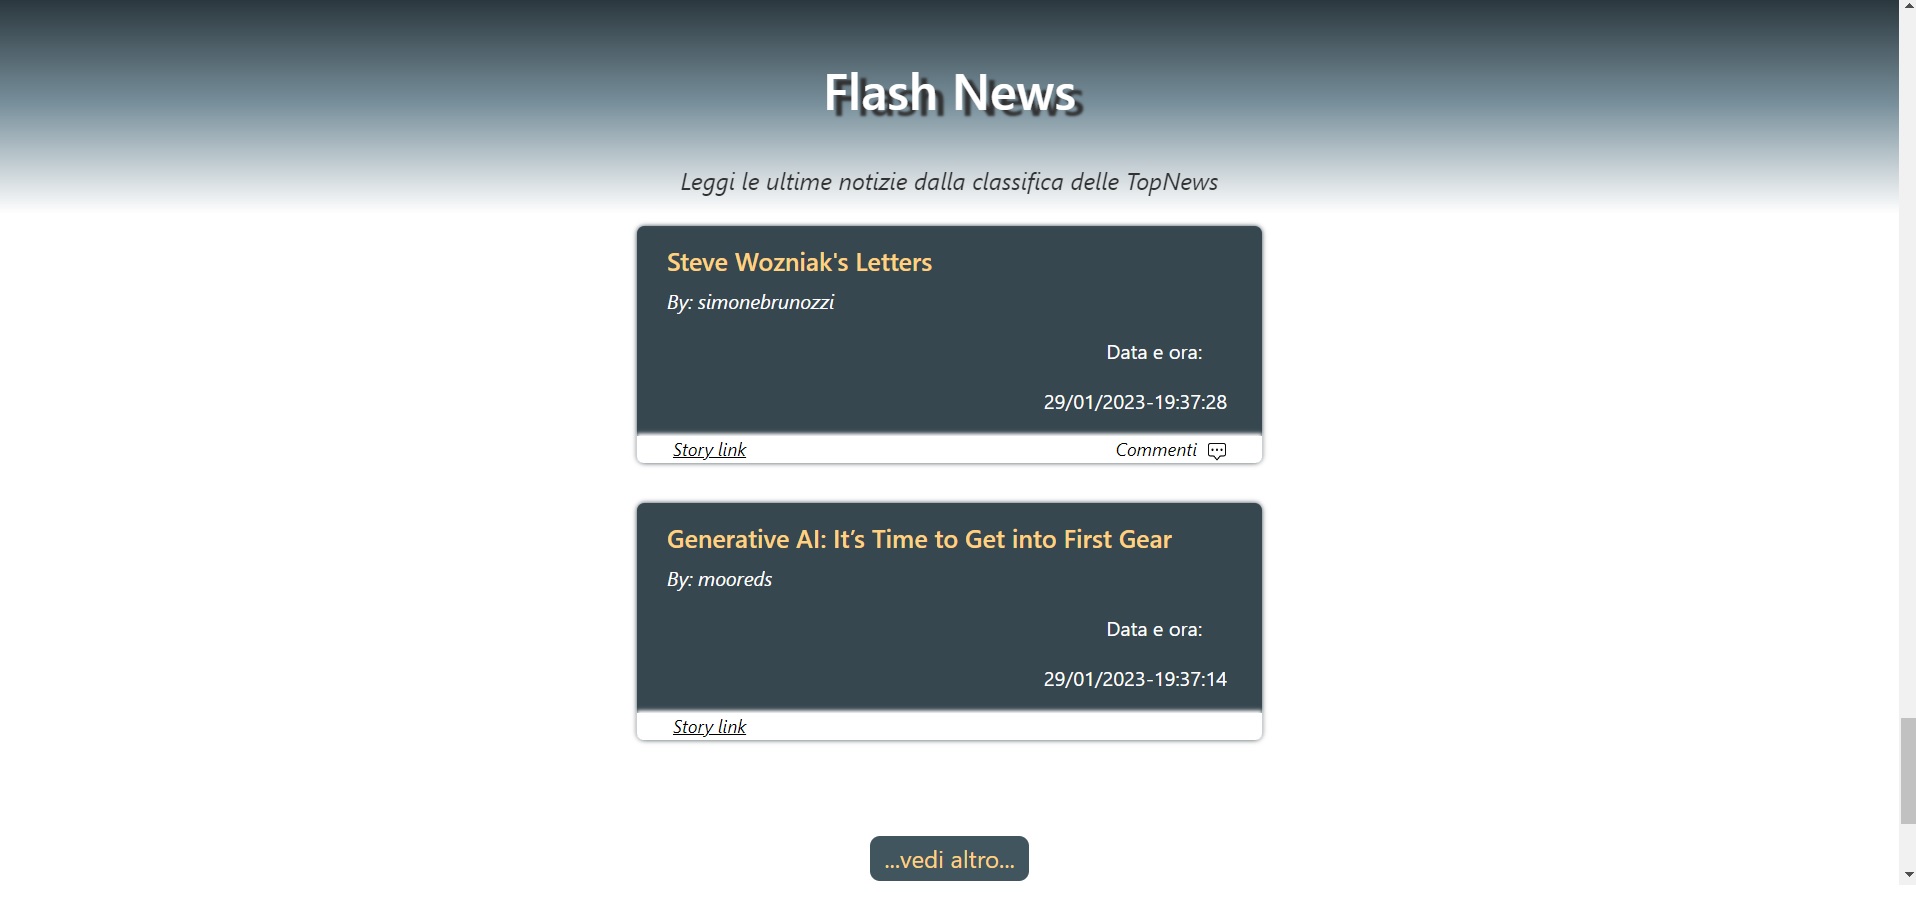 Flash News
Leggi le ultime notizie dalla classifica delle TopNews
Steve Wozniak's Letters
By: simonebrunozzi
Data e ora:
29/01/2023-19:37:28
Story link Commenti
Generative AI: It’s Time to Get into First Gear
By: mooreds
Data e ora:
29/01/2023-19:37:14
Story link
...vedi altro...